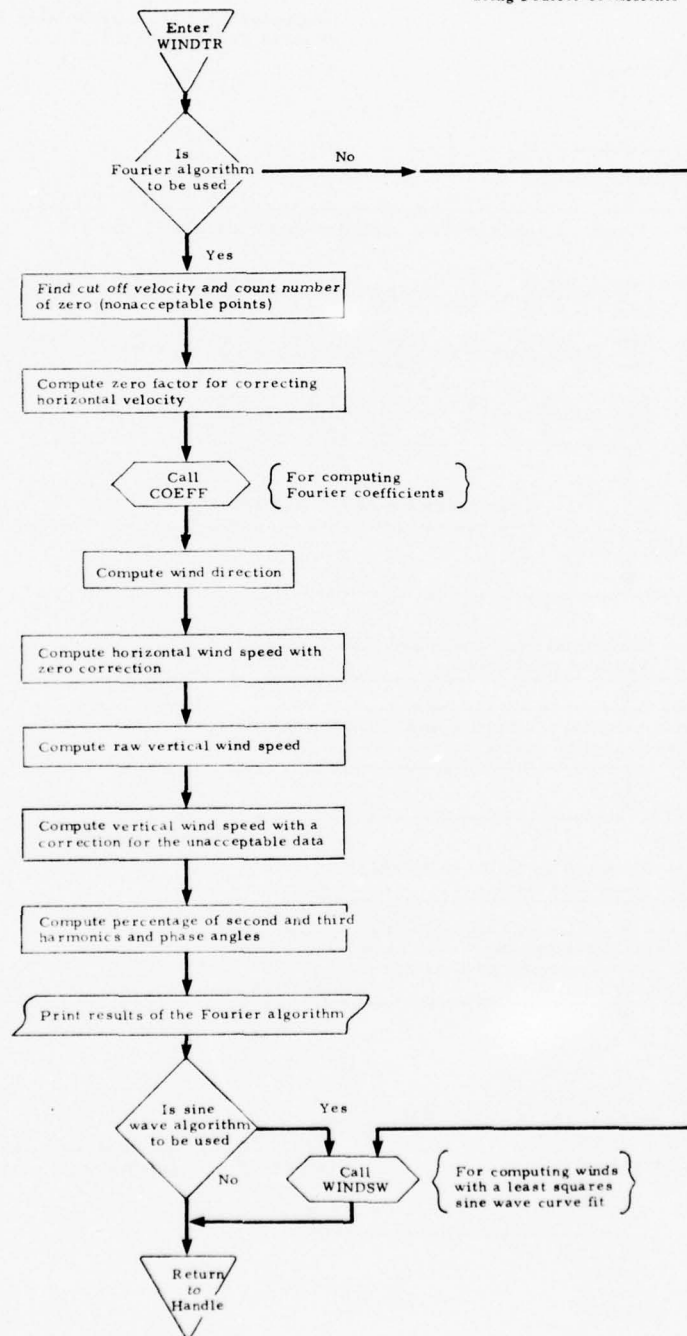 Enter
WINDTR
Is
Fourier algorithm
to be used
No
Yes
Find cut off velocity and count number
of zero (nonacceptable points)
Compute zero factor for correcting
horizontal velocity
Call
COEFF
For computing
Fourier coefficients
Compute wind direction
Compute horizontal wind speed with
zero correction
Compute raw vertical wind speed
Compute vertical wind speed with a
correction for the unacceptable data
Compute percentage of second and third
harmonics and phase angles
Print results of the Fourier algorithm
Is sine
wave algorithm
to be used
Yes
No
Call
WINDSW
For computing winds
with a least squares
sine wave curve fit
Return
to
Handle